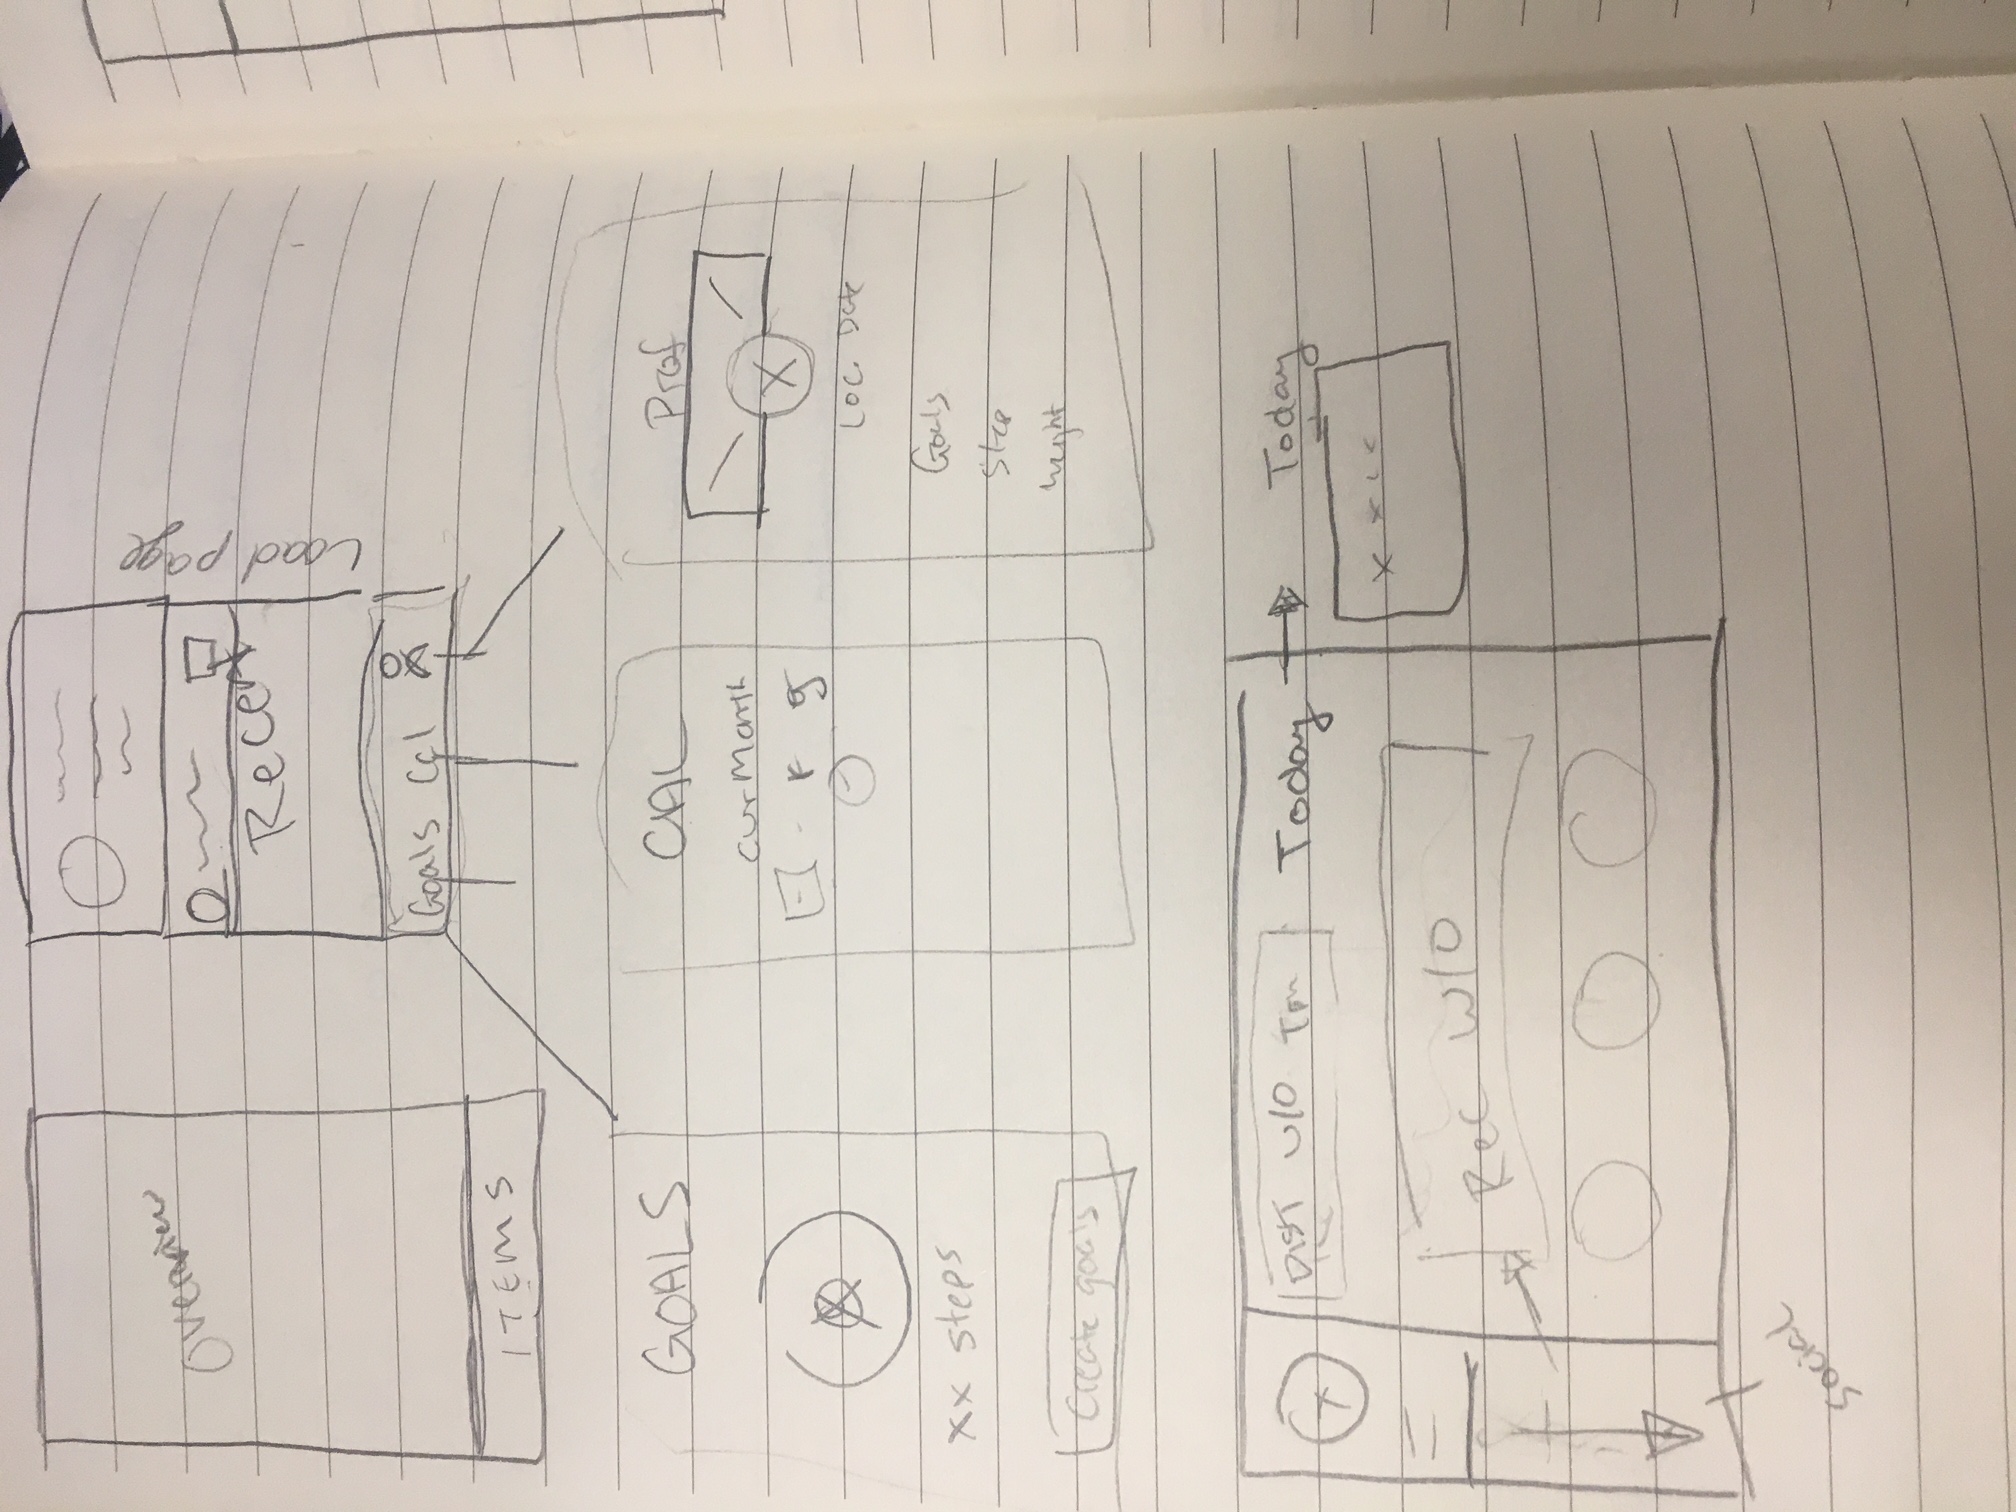 Overview
ITEMS
Recent
Goals Cal
Load page
GOALS
xx steps
Create goals
CAL
cur Month
Prof
Loc. Date
Goals
Step
height
DIST W/O Tm
Today
Today
Rec W/O
social